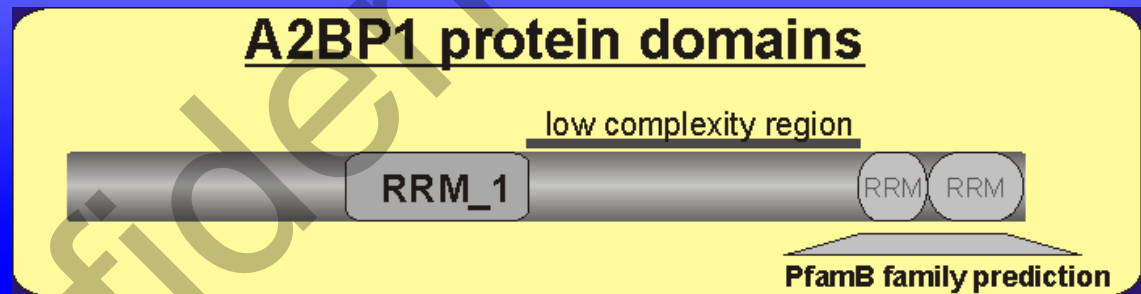 A2BP1 protein domains
low complexity region
RRM_1
RRM RRM
PfamB family prediction